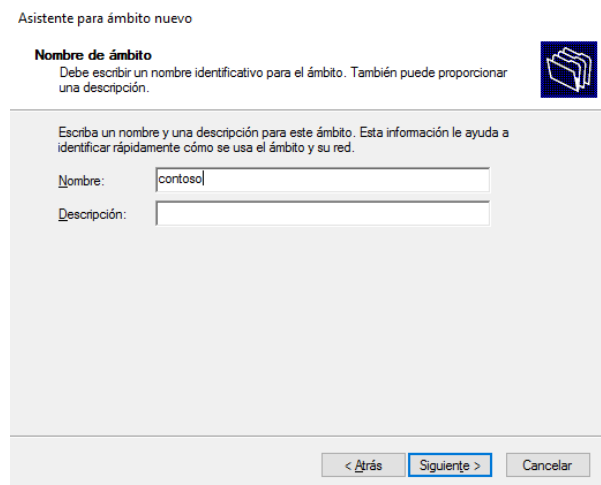 Asistente para ámbito nuevo
Nombre de ámbito
Debe escribir un nombre identificativo para el ámbito. También puede proporcionar
una descripción.
Escriba un nombre y una descripción para este ámbito. Esta información le ayuda a
identificar rápidamente cómo se usa el ámbito y su red.
Nombre: contoso
Descripción:
< Atrás Siguiente > Cancelar